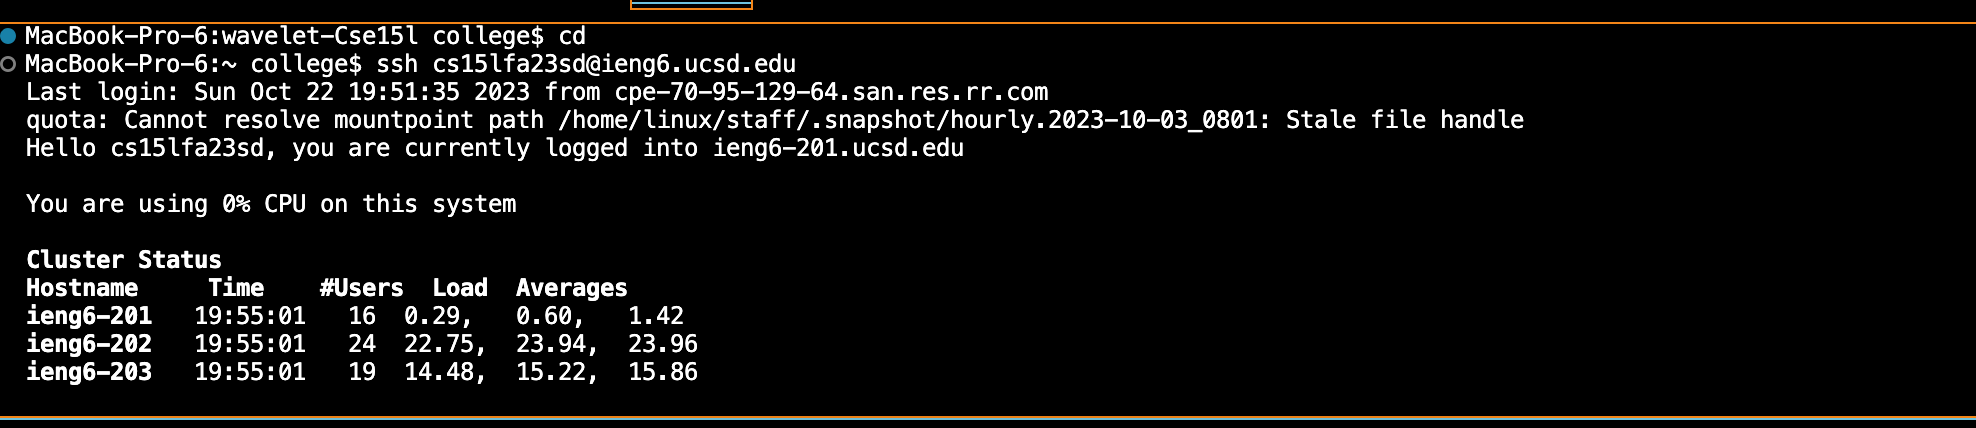 MacBook-Pro-6:wavelet-Cse15l college$ cd
MacBook-Pro-6:~ college$ ssh cs15lfa23sd@ieng6.ucsd.edu
Last login: Sun Oct 22 19:51:35 2023 from cpe-70-95-129-64.san.res.rr.com
quota: Cannot resolve mountpoint path /home/linux/staff/.snapshot/hourly.2023-10-03_0801: Stale file handle
Hello cs15lfa23sd, you are currently logged into ieng6-201.ucsd.edu
You are using 0% CPU on this system
Cluster Status
Hostname     Time    #Users  Load  Averages
ieng6-201   19:55:01   16  0.29,   0.60,   1.42
ieng6-202   19:55:01   24  22.75,  23.94,  23.96
ieng6-203   19:55:01   19  14.48,  15.22,  15.86